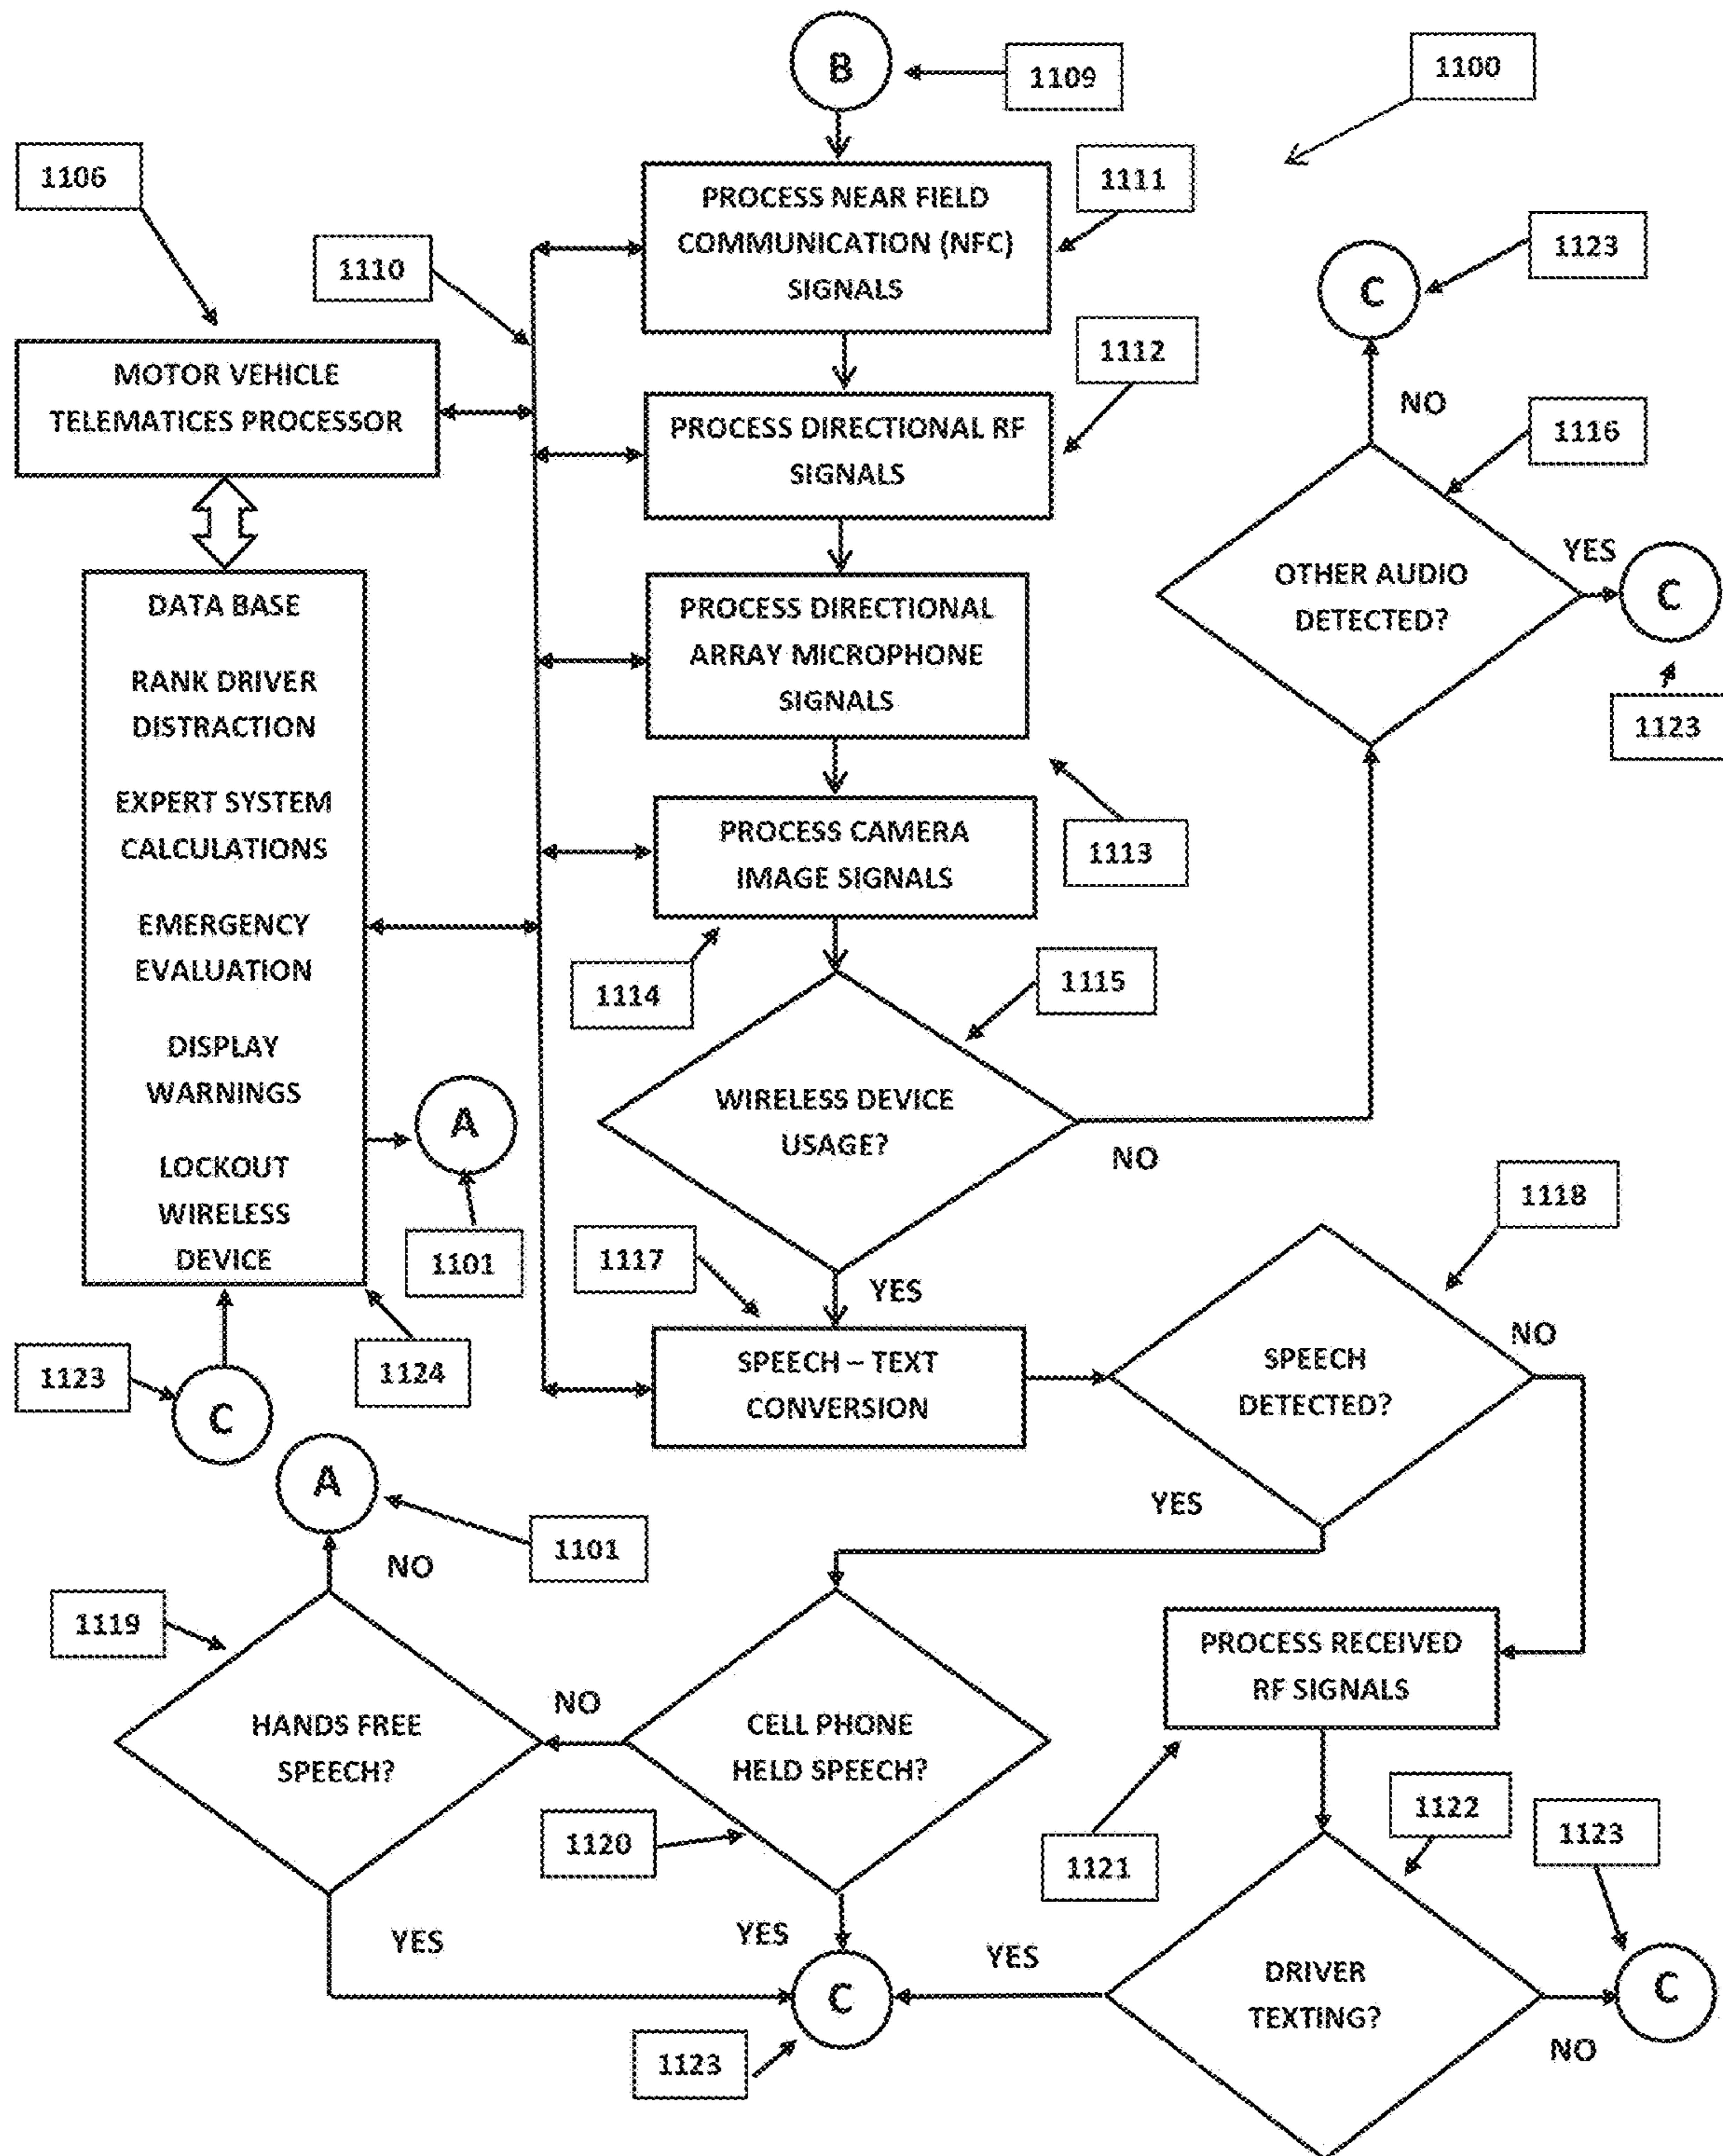 B
1109
1100
1106
1110
PROCESS NEAR FIELD
COMMUNICATION (NFC)
SIGNALS
1111
1123
C
MOTOR VEHICLE
TELEMATICES PROCESSOR
PROCESS DIRECTIONAL RF
SIGNALS
1112
NO
1116
OTHER AUDIO
DETECTED?
YES
C
1123
DATA BASE
RANK DRIVER
DISTRACTION
EXPERT SYSTEM
CALCULATIONS
EMERGENCY
EVALUATION
DISPLAY
WARNINGS
LOCKOUT
WIRELESS
DEVICE
PROCESS DIRECTIONAL
ARRAY MICROPHONE
SIGNALS
1113
PROCESS CAMERA
IMAGE SIGNALS
1114
1115
WIRELESS DEVICE
USAGE?
NO
A
1101
1124
1123
C
1117
YES
SPEECH – TEXT
CONVERSION
1118
SPEECH
DETECTED?
NO
YES
A
1101
NO
1119
HANDS FREE
SPEECH?
NO
CELL PHONE
HELD SPEECH?
1120
PROCESS RECEIVED
RF SIGNALS
1121
1122
1123
YES
YES
C
1123
YES
DRIVER
TEXTING?
C
NO